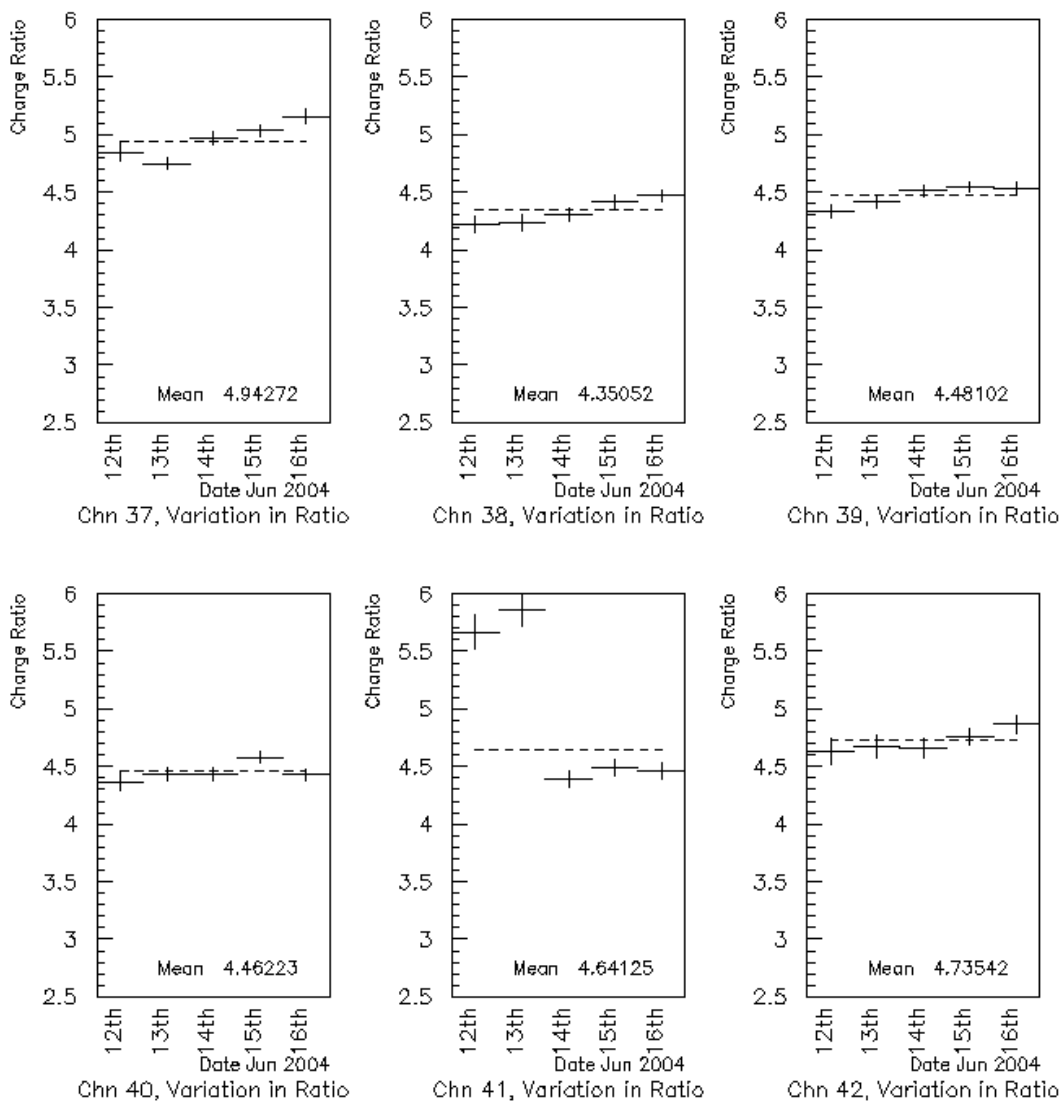 Charge Ratio
6
5.5
5
4.5
4
3.5
3
2.5
Mean 4.94272
12th
13th
14th
15th
16th
Date Jun 2004
Chn 37, Variation in Ratio
Charge Ratio
6
5.5
5
4.5
4
3.5
3
2.5
Mean 4.35052
12th
13th
14th
15th
16th
Date Jun 2004
Chn 38, Variation in Ratio
Charge Ratio
6
5.5
5
4.5
4
3.5
3
2.5
Mean 4.48102
12th
13th
14th
15th
16th
Date Jun 2004
Chn 39, Variation in Ratio
Charge Ratio
6
5.5
5
4.5
4
3.5
3
2.5
Mean 4.46223
12th
13th
14th
15th
16th
Date Jun 2004
Chn 40, Variation in Ratio
Charge Ratio
6
5.5
5
4.5
4
3.5
3
2.5
Mean 4.64125
12th
13th
14th
15th
16th
Date Jun 2004
Chn 41, Variation in Ratio
Charge Ratio
6
5.5
5
4.5
4
3.5
3
2.5
Mean 4.73542
12th
13th
14th
15th
16th
Date Jun 2004
Chn 42, Variation in Ratio